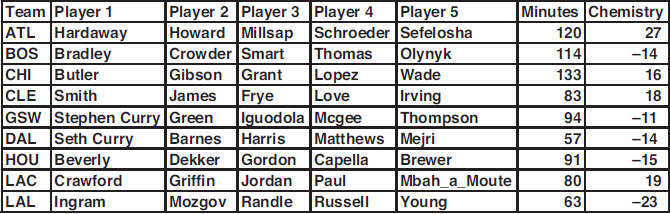 Team Player 1 Player 2 Player 3 Player 4 Player 5 Minutes Chemistry
ATL Hardaway Howard Millsap Schroeder Sefelosha 120 27
BOS Bradley Crowder Smart Thomas Olynyk 114 –14
CHI Butler Gibson Grant Lopez Wade 133 16
CLE Smith James Frye Love Irving 83 18
GSW Stephen Curry Green Iguodola Mcgee Thompson 94 –11
DAL Seth Curry Barnes Harris Matthews Mejri 57 –14
HOU Beverly Dekker Gordon Capella Brewer 91 –15
LAC Crawford Griffin Jordan Paul Mbah_a_Moute 80 19
LAL Ingram Mozgov Randle Russell Young 63 –23